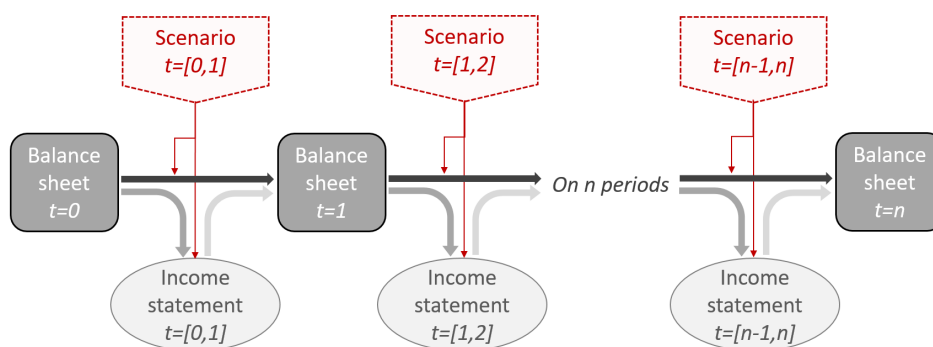 Scenario
t=[0,1]
Scenario
t=[1,2]
Scenario
t=[n-1,n]
Balance
sheet
t=0
Balance
sheet
t=1
On n periods
Balance
sheet
t=n
Income
statement
t=[0,1]
Income
statement
t=[1,2]
Income
statement
t=[n-1,n]